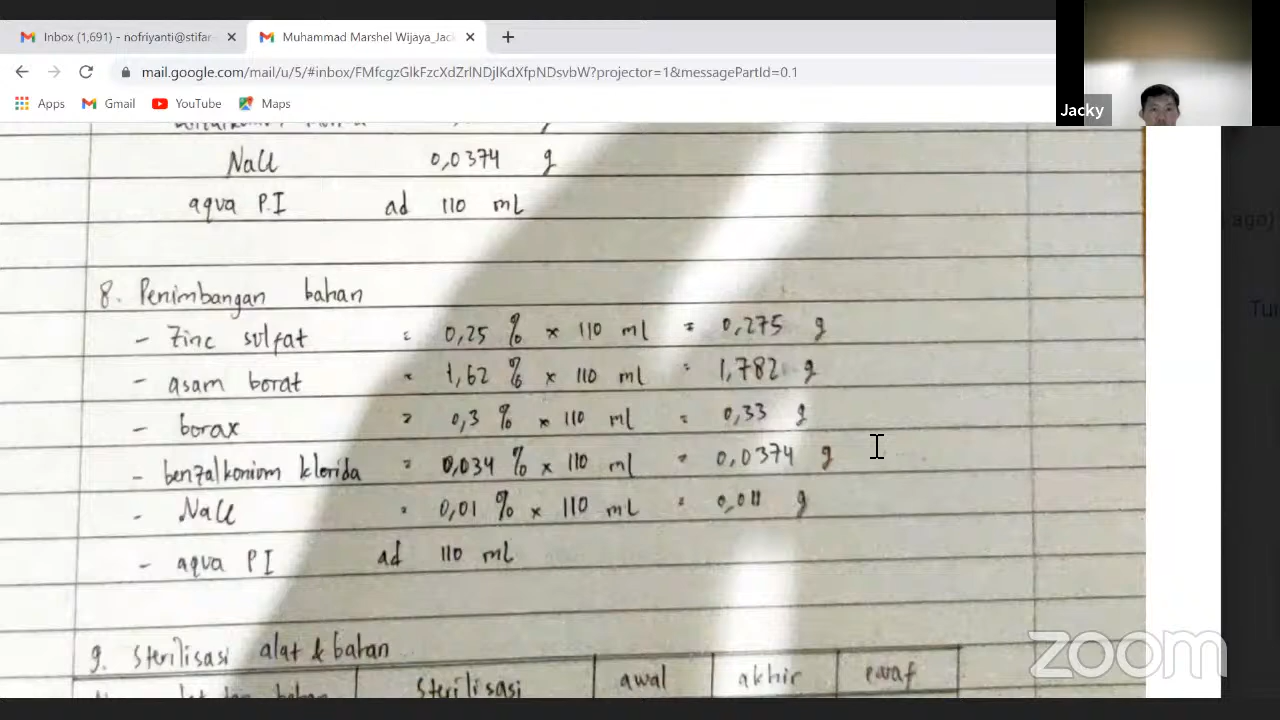 Inbox (1,691) - nofriyanti@stifar
Muhammad Marshel Wijaya_Jac
mail.google.com/mail/u/5/#inbox/FMfcgzGlkFzcXdZrlNDjlKdXfpNDsvbW?projector=1&messagePartId=0.1
Apps Gmail YouTube Maps
Jacky
NaCl 0,0374 g
aqua P.I ad 110 ml
ago)
8. Penimbangan bahan
- Zinc sulfat = 0,25 % x 110 ml = 0,275 g
- asam borat = 1,62 % x 110 ml = 1,782 g
- borax = 0,3 % x 110 ml = 0,33 g
- benzalkonium klorida = 0,034 % x 110 ml = 0,0374 g
- NaCl = 0,01 % x 110 ml = 0,011 g
- aqua PI ad 110 ml
9. Sterilisasi alat & bahan
Sterilisasi awal akhir paraf
zoom